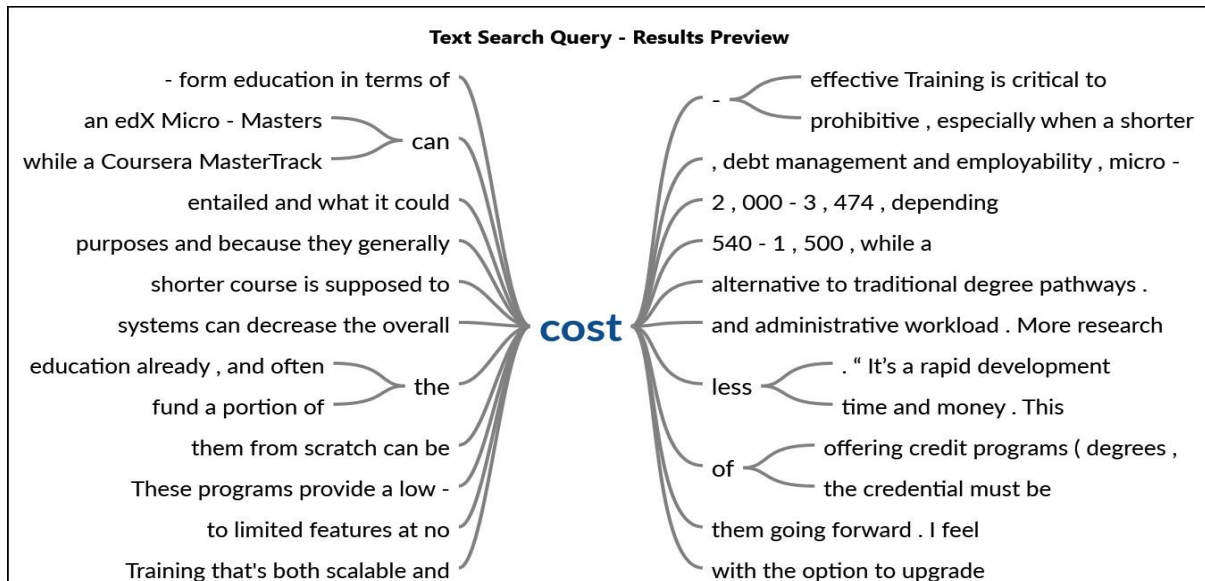 Text Search Query - Results Preview
- form education in terms of
an edX Micro - Masters
can
while a Coursera MasterTrack
entailed and what it could
purposes and because they generally
shorter course is supposed to
systems can decrease the overall
education already , and often
the
fund a portion of
them from scratch can be
These programs provide a low -
to limited features at no
Training that's both scalable and
cost
-
effective Training is critical to
prohibitive , especially when a shorter
, debt management and employability , micro -
2 , 000 - 3 , 474 , depending
540 - 1 , 500 , while a
alternative to traditional degree pathways .
and administrative workload . More research
less
. “ It’s a rapid development
time and money . This
of
offering credit programs ( degrees ,
the credential must be
them going forward . I feel
with the option to upgrade